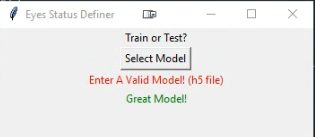 Eyes Status Definer
Train or Test?
Select Model
Enter A Valid Model! (h5 file)
Great Model!